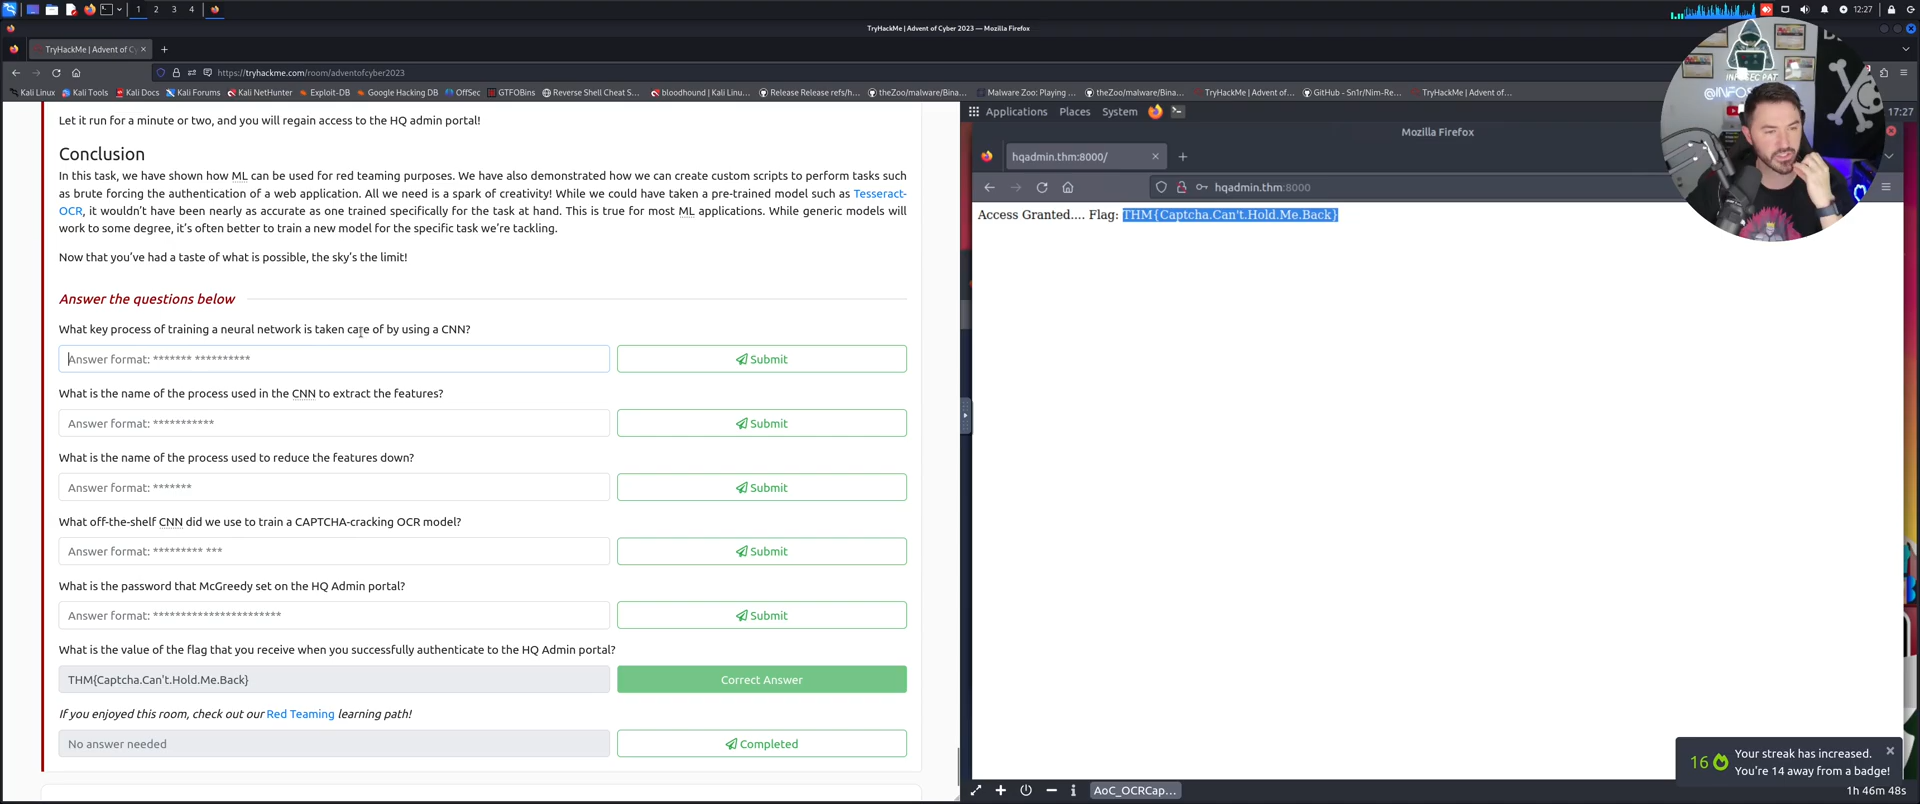 1 2 3 4
12:27
TryHackMe | Advent of Cyber 2023 — Mozilla Firefox
TryHackMe | Advent of Cy
https://tryhackme.com/room/adventofcyber2023
Kali Linux Kali Tools Kali Docs Kali Forums Kali NetHunter Exploit-DB Google Hacking DB OffSec GTFOBins Reverse Shell Cheat S... bloodhound | Kali Linu... Release Release refs/h... theZoo/malware/Bina... Malware Zoo: Playing ... theZoo/malware/Bina... TryHackMe | Advent of... GitHub - Sn1r/Nim-Re... TryHackMe | Advent of...
Let it run for a minute or two, and you will regain access to the HQ admin portal!
Conclusion
In this task, we have shown how ML can be used for red teaming purposes. We have also demonstrated how we can create custom scripts to perform tasks such
as brute forcing the authentication of a web application. All we need is a spark of creativity! While we could have taken a pre-trained model such as Tesseract-
OCR, it wouldn't have been nearly as accurate as one trained specifically for the task at hand. This is true for most ML applications. While generic models will
work to some degree, it's often better to train a new model for the specific task we're tackling.
Now that you've had a taste of what is possible, the sky's the limit!
Answer the questions below
What key process of training a neural network is taken care of by using a CNN?
Answer format: ******* **********
Submit
What is the name of the process used in the CNN to extract the features?
Answer format: ***********
Submit
What is the name of the process used to reduce the features down?
Answer format: *******
Submit
What off-the-shelf CNN did we use to train a CAPTCHA-cracking OCR model?
Answer format: ********* ***
Submit
What is the password that McGreedy set on the HQ Admin portal?
Answer format: ***********************
Submit
What is the value of the flag that you receive when you successfully authenticate to the HQ Admin portal?
THM{Captcha.Can't.Hold.Me.Back}
Correct Answer
If you enjoyed this room, check out our Red Teaming learning path!
No answer needed
Completed
Applications Places System
17:27
Mozilla Firefox
hqadmin.thm:8000/
hqadmin.thm:8000
Access Granted.... Flag: THM{Captcha.Can't.Hold.Me.Back}
INFOSEC PAT
16
Your streak has increased.
You're 14 away from a badge!
AoC_OCRCap...
1h 46m 48s